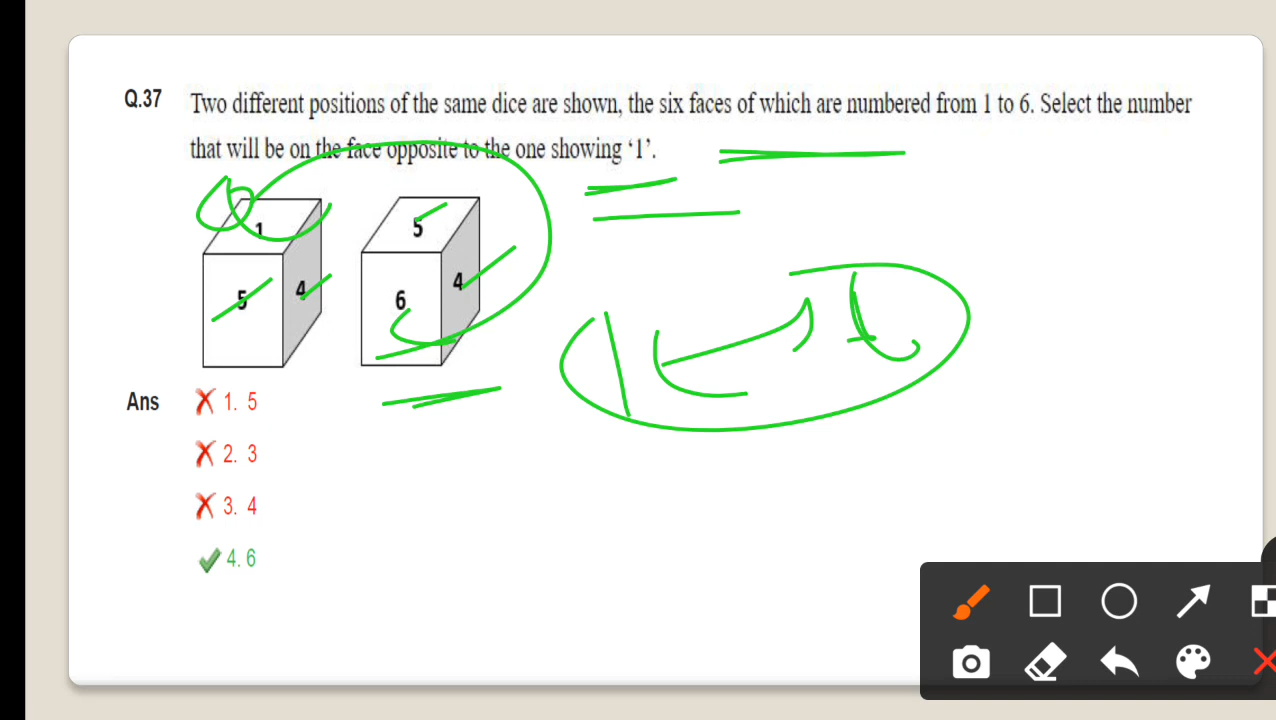 Q.37 Two different positions of the same dice are shown, the six faces of which are numbered from 1 to 6. Select the number
that will be on the face opposite to the one showing ‘1’.
1 5
5 4 6 4
1 6
Ans 1. 5
2. 3
3. 4
4. 6